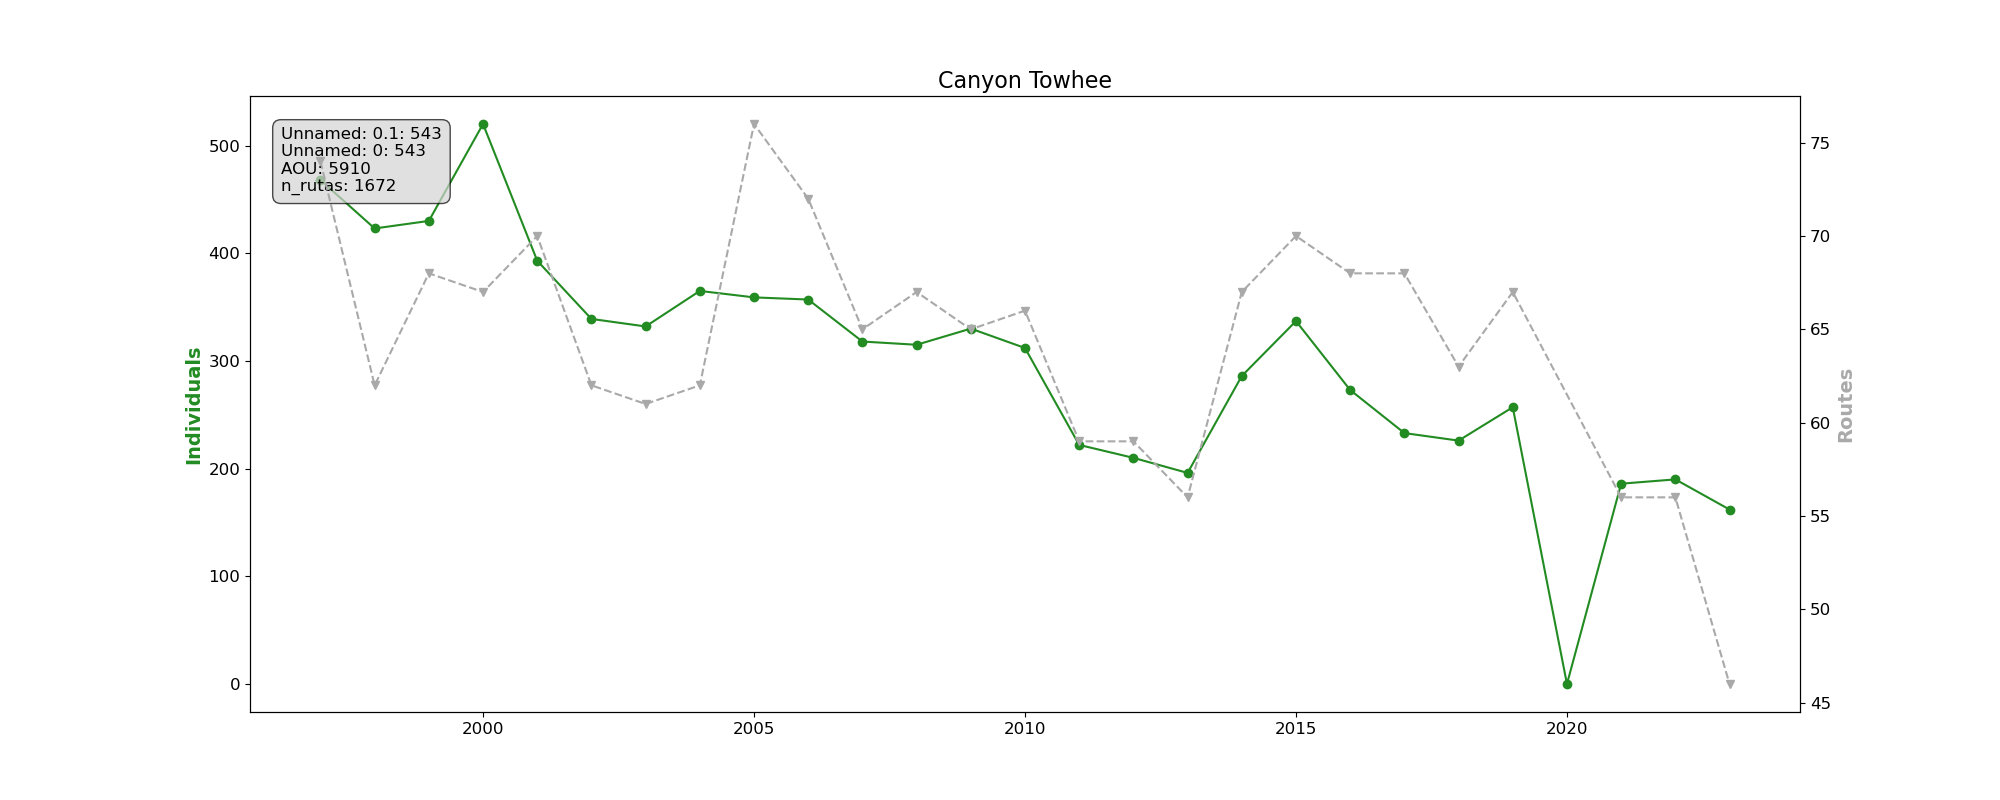 Canyon Towhee
Unnamed: 0.1: 543
Unnamed: 0: 543
AOU: 5910
n_rutas: 1672
500
400
300
200
100
0
Individuals
75
70
65
60
55
50
45
Routes
2000
2005
2010
2015
2020